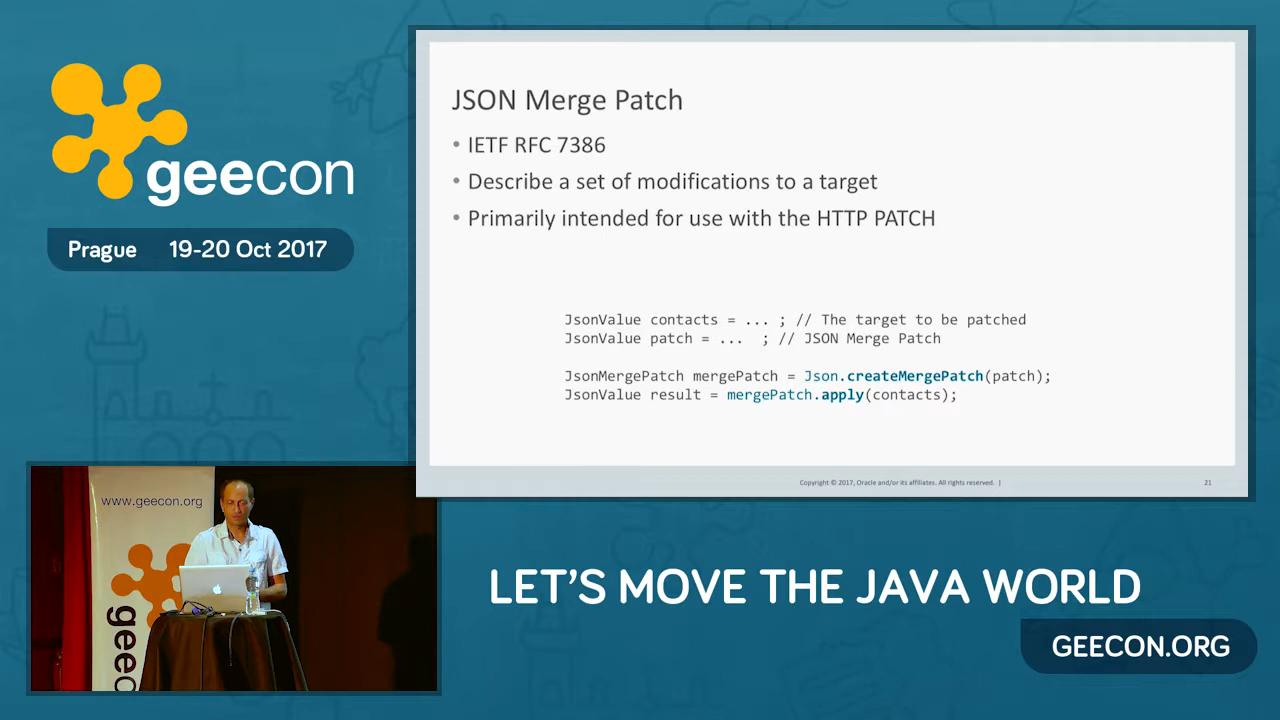 geecon
Prague 19-20 Oct 2017
JSON Merge Patch
• IETF RFC 7386
• Describe a set of modifications to a target
• Primarily intended for use with the HTTP PATCH
JsonValue contacts = ... ; // The target to be patched
JsonValue patch = ...  ; // JSON Merge Patch
JsonMergePatch mergePatch = Json.createMergePatch(patch);
JsonValue result = mergePatch.apply(contacts);
Copyright © 2017, Oracle and/or its affiliates. All rights reserved. |
21
www.geecon.org
geeco
LET'S MOVE THE JAVA WORLD
GEECON.ORG